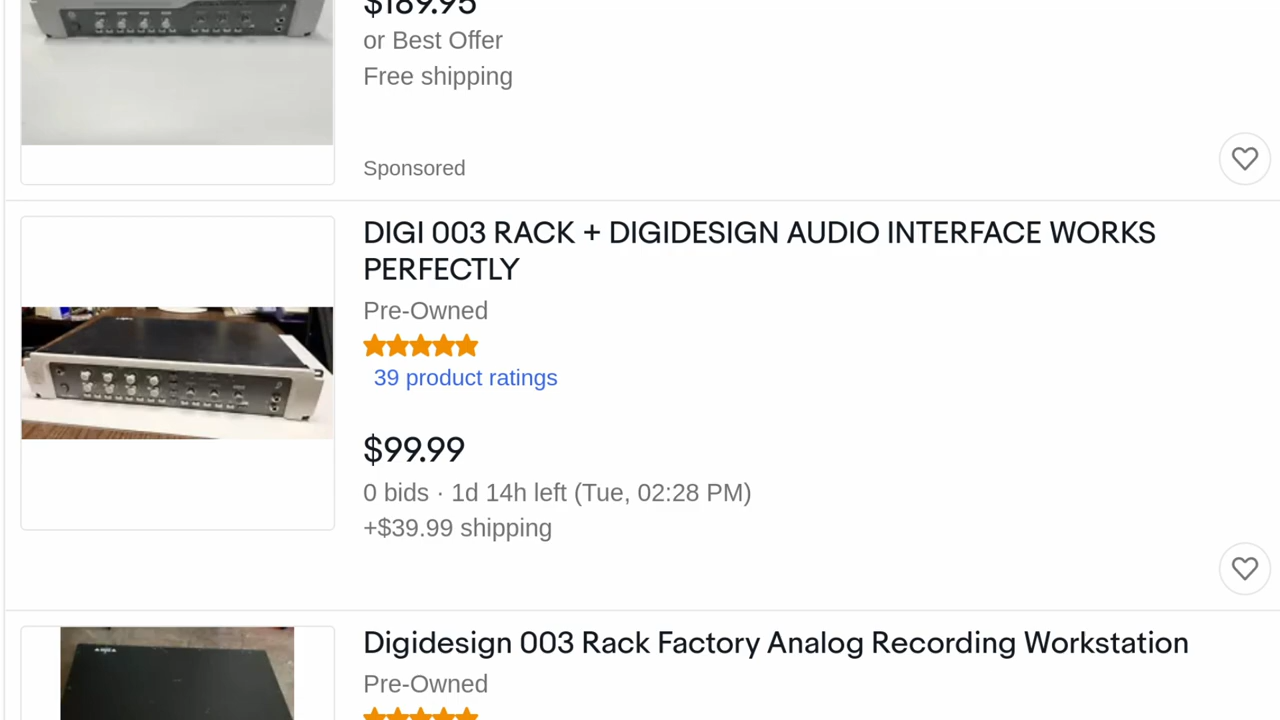 $189.95
or Best Offer
Free shipping
Sponsored
DIGI 003 RACK + DIGIDESIGN AUDIO INTERFACE WORKS
PERFECTLY
Pre-Owned
39 product ratings
$99.99
0 bids · 1d 14h left (Tue, 02:28 PM)
+$39.99 shipping
Digidesign 003 Rack Factory Analog Recording Workstation
Pre-Owned